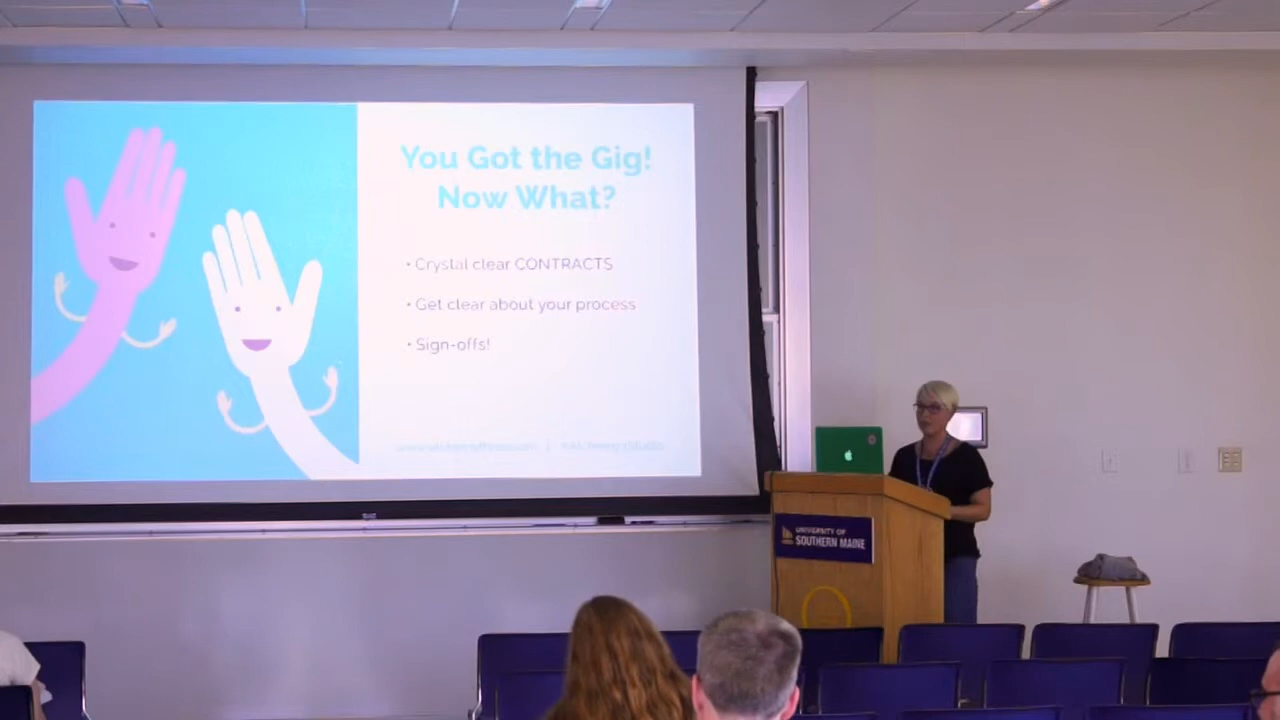 You Got the Gig!
Now What?
• Crystal clear CONTRACTS
• Get clear about your process
• Sign-offs!
UNIVERSITY OF
SOUTHERN MAINE